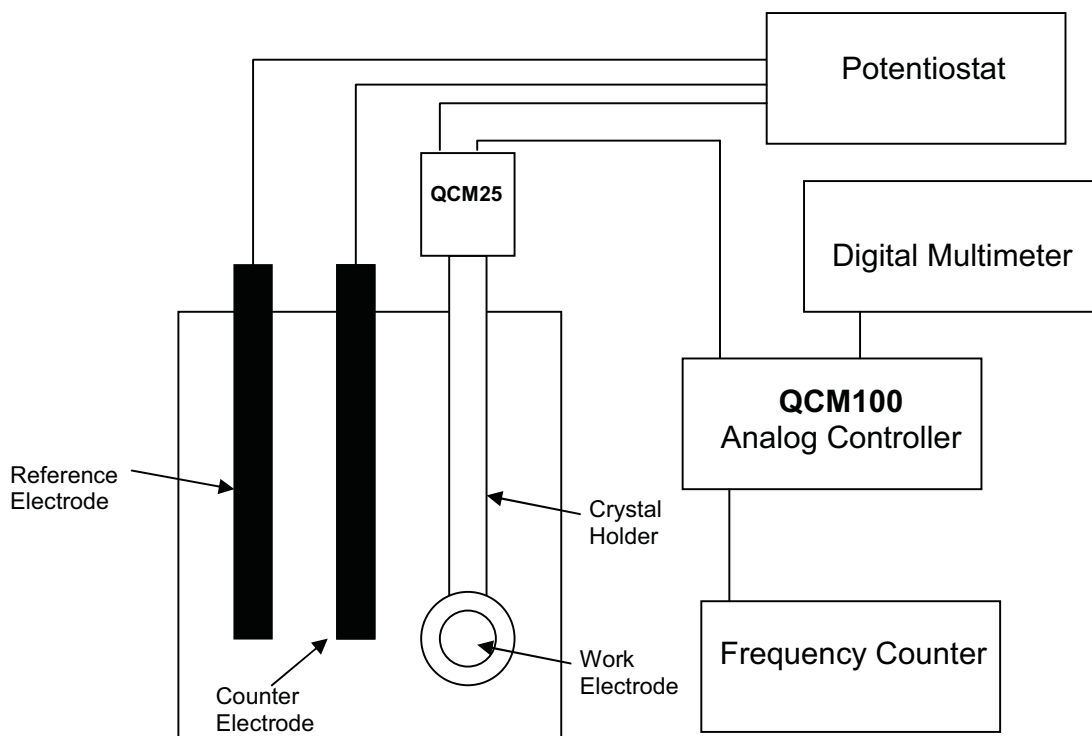 Potentiostat
QCM25
Digital Multimeter
QCM100
Analog Controller
Reference
Electrode
Crystal
Holder
Work
Electrode
Frequency Counter
Counter
Electrode